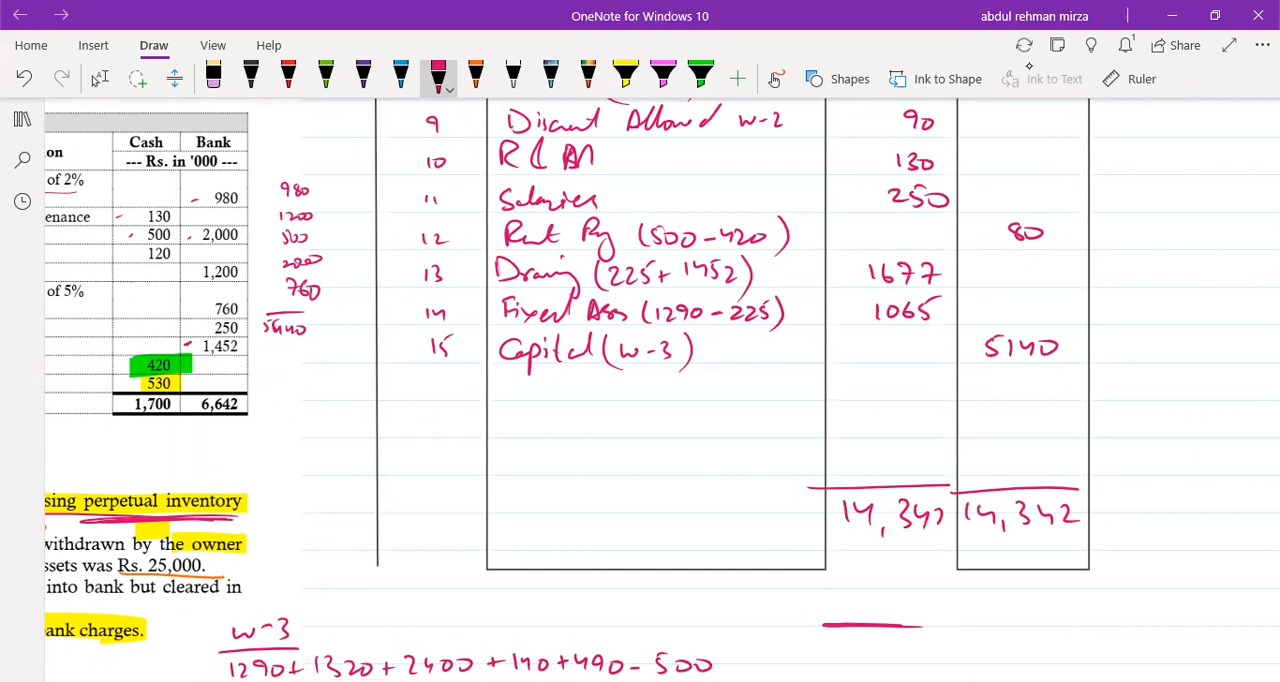 OneNote for Windows 10
abdul rehman mirza
Home Insert Draw View Help
Share
Shapes Ink to Shape Ink to Text Ruler
Cash Bank
on --- Rs. in '000 ---
of 2%
980
enance 130
500 2,000
120
1,200
of 5%
760
250
1,452
420
530
1,700 6,642
980
1200
500
2000
760
5440
9 Discount Allowed w-2 90
10 R & M 130
11 Salaries 250
12 Rent Pay (500-420) 80
13 Drawing (225+1452) 1677
14 Fixed Ass (1290-225) 1065
15 Capital (w-3) 5140
14,342 14,342
sing perpetual inventory
withdrawn by the owner
ssets was Rs. 25,000.
into bank but cleared in
ank charges.
w-3
1290+1320+2400+140+490-500